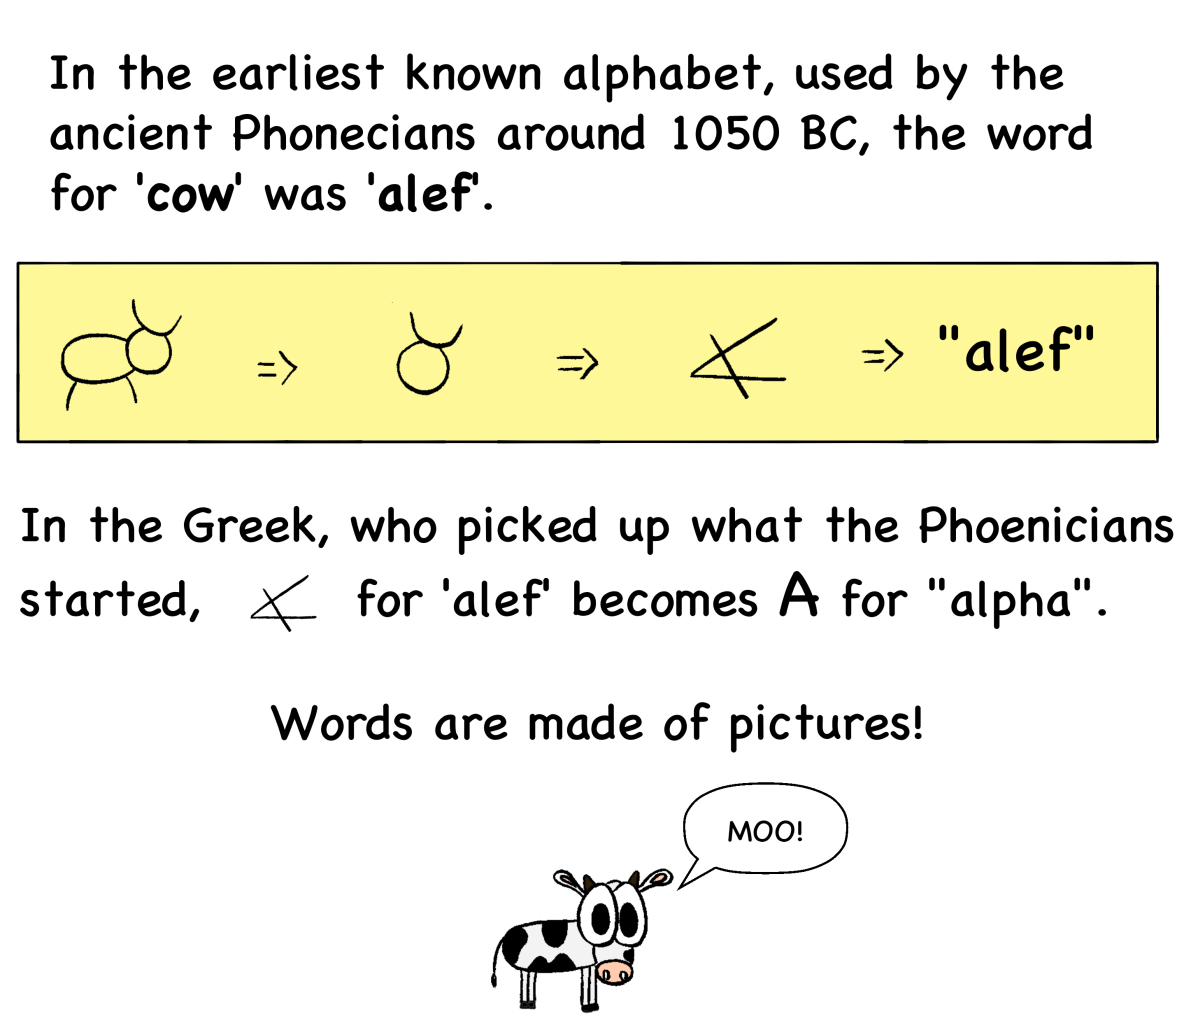 In the earliest known alphabet, used by the
ancient Phonecians around 1050 BC, the word
for 'cow' was 'alef'.
=> => => "alef"
In the Greek, who picked up what the Phoenicians
started, for 'alef' becomes A for "alpha".
Words are made of pictures!
MOO!